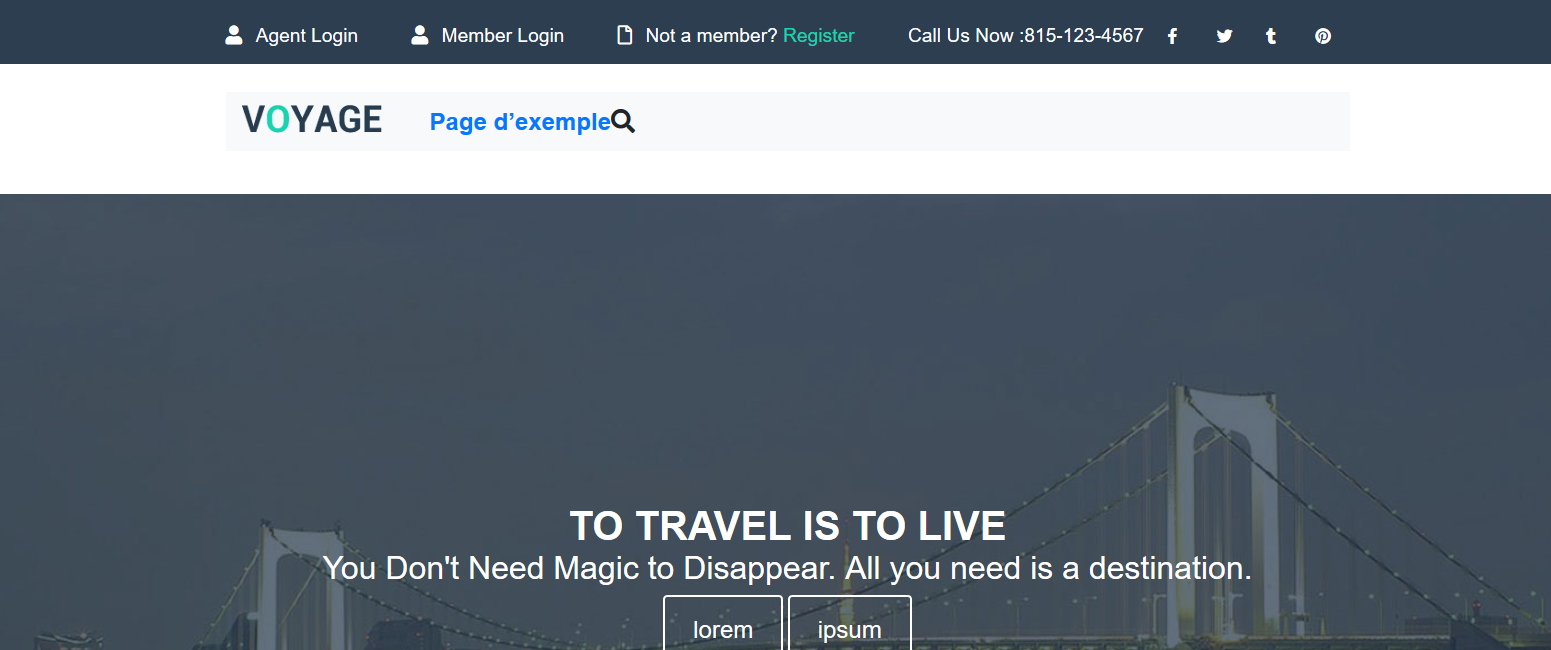 Agent Login Member Login Not a member? Register Call Us Now :815-123-4567
VOYAGE Page d’exemple
TO TRAVEL IS TO LIVE
You Don't Need Magic to Disappear. All you need is a destination.
lorem ipsum